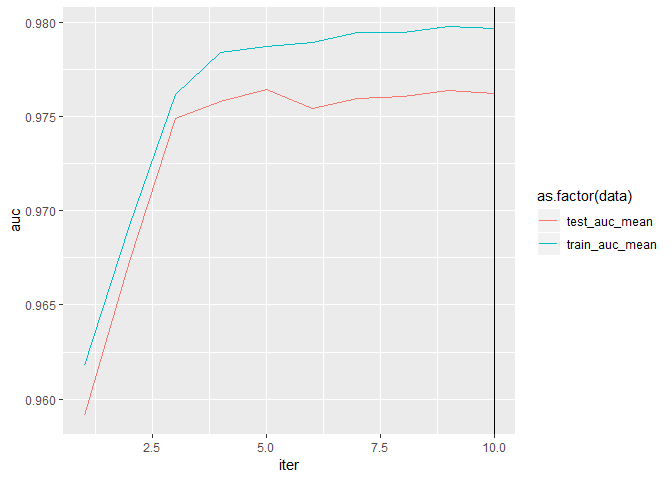 0.980
0.975
0.970
0.965
0.960
auc
2.5
5.0
7.5
10.0
iter
as.factor(data)
test_auc_mean
train_auc_mean